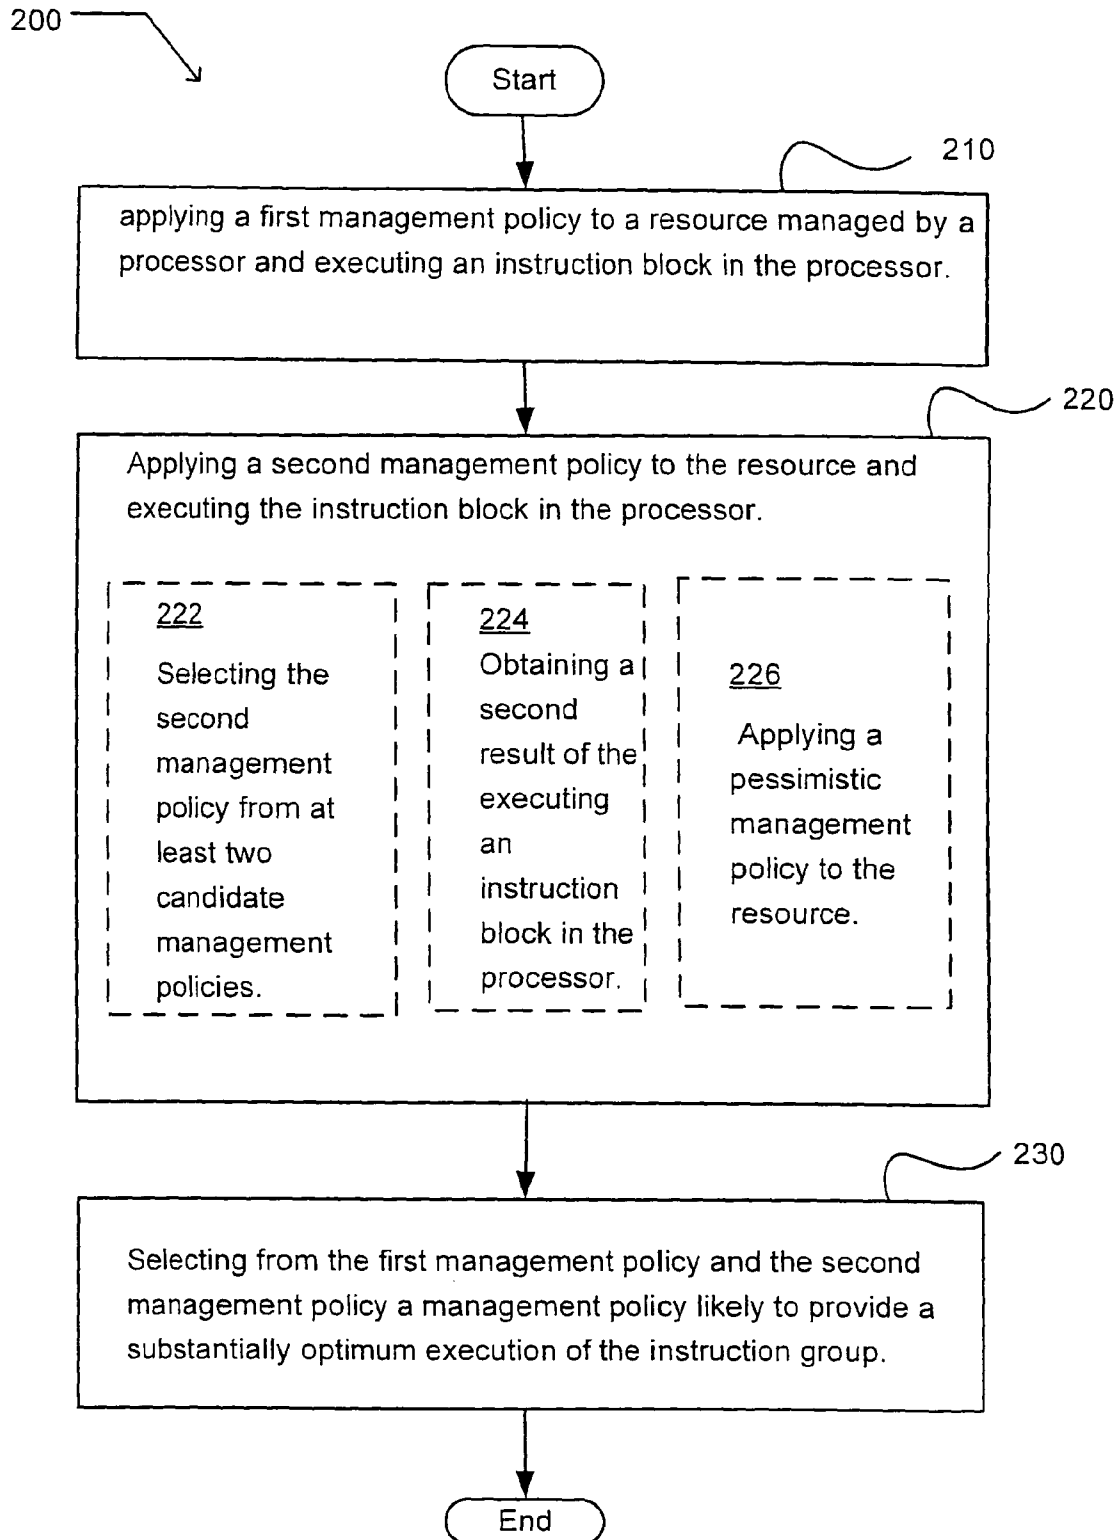 200
Start
210
applying a first management policy to a resource managed by a
processor and executing an instruction block in the processor.
220
Applying a second management policy to the resource and
executing the instruction block in the processor.
222
Selecting the
second
management
policy from at
least two
candidate
management
policies.
224
Obtaining a
second
result of the
executing
an
instruction
block in the
processor.
226
Applying a
pessimistic
management
policy to the
resource.
230
Selecting from the first management policy and the second
management policy a management policy likely to provide a
substantially optimum execution of the instruction group.
End